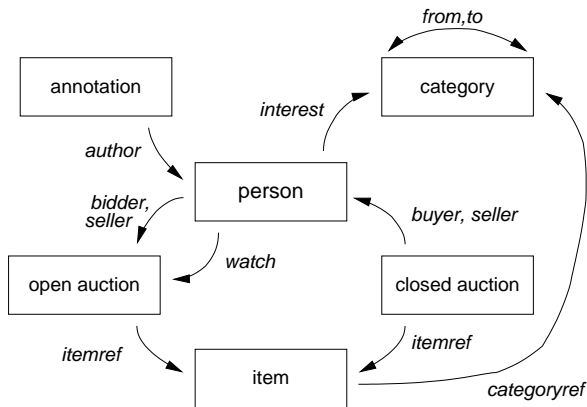 from,to
annotation
category
interest
author
person
bidder,
seller
buyer, seller
watch
open auction
closed auction
itemref
itemref
item
categoryref